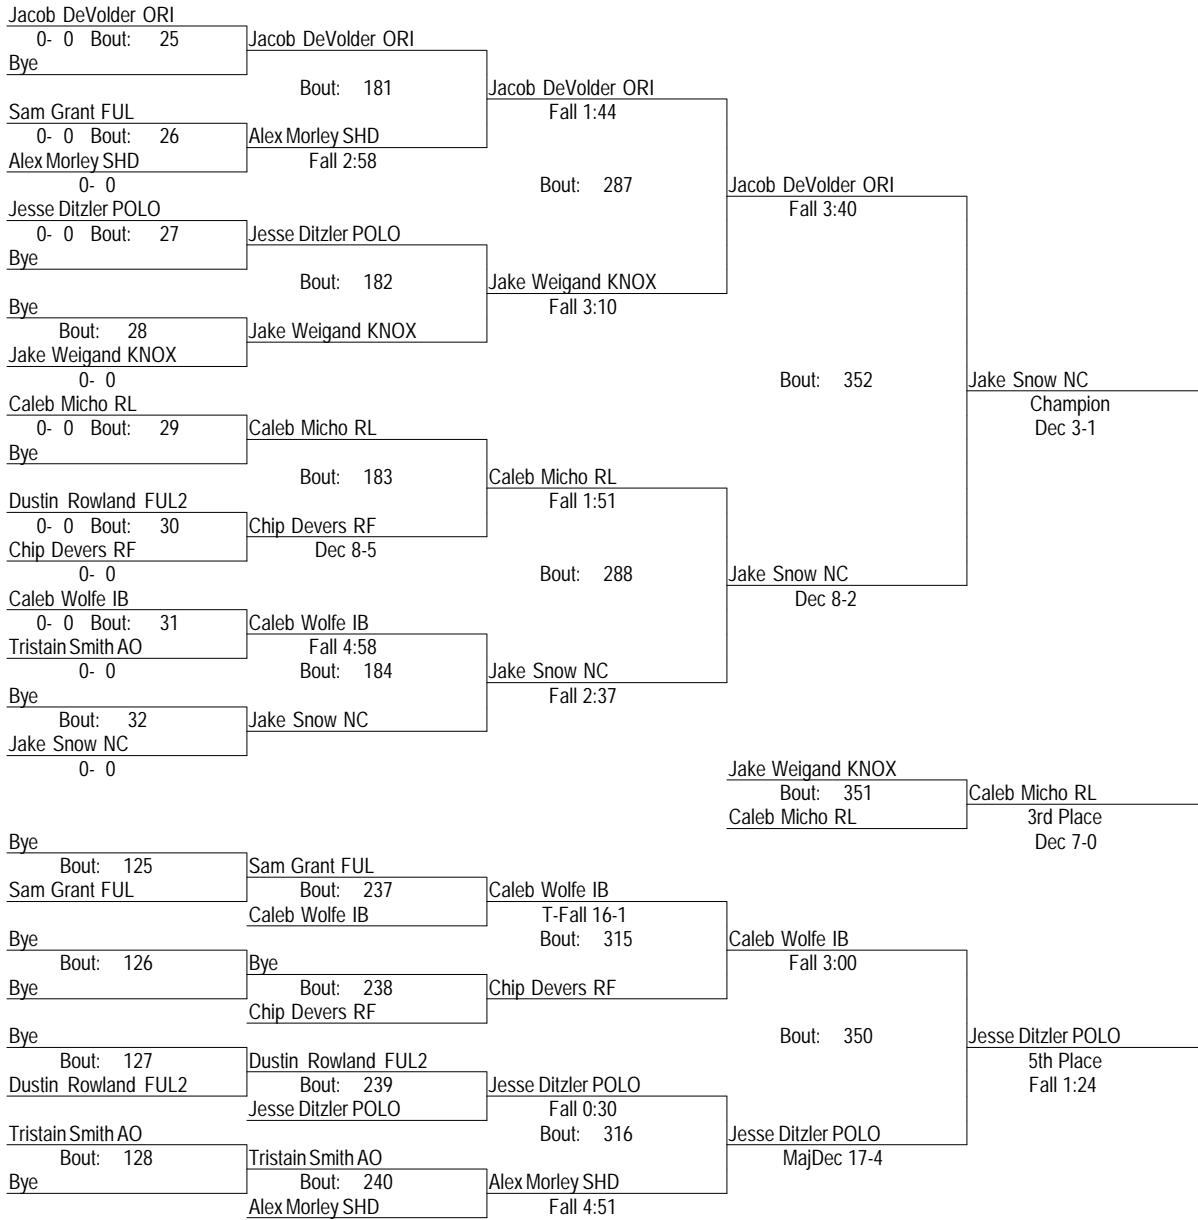 Jacob DeVolder ORI
0- 0 Bout: 25
Jacob DeVolder ORI
Bye
Bout: 181
Jacob DeVolder ORI
Sam Grant FUL
Fall 1:44
0- 0 Bout: 26
Alex Morley SHD
Alex Morley SHD
Fall 2:58
0- 0
Bout: 287
Jacob DeVolder ORI
Jesse Ditzler POLO
Fall 3:40
0- 0 Bout: 27
Jesse Ditzler POLO
Bye
Bout: 182
Jake Weigand KNOX
Bye
Fall 3:10
Bout: 28
Jake Weigand KNOX
Jake Weigand KNOX
0- 0
Bout: 352
Jake Snow NC
Caleb Micho RL
Champion
0- 0 Bout: 29
Caleb Micho RL
Dec 3-1
Bye
Bout: 183
Caleb Micho RL
Dustin Rowland FUL2
Fall 1:51
0- 0 Bout: 30
Chip Devers RF
Chip Devers RF
Dec 8-5
0- 0
Bout: 288
Jake Snow NC
Caleb Wolfe IB
Dec 8-2
0- 0 Bout: 31
Caleb Wolfe IB
Tristain Smith AO
Fall 4:58
0- 0
Bout: 184
Jake Snow NC
Bye
Fall 2:37
Bout: 32
Jake Snow NC
Jake Snow NC
0- 0
Jake Weigand KNOX
Bout: 351
Caleb Micho RL
Caleb Micho RL
3rd Place
Dec 7-0
Bye
Bout: 125
Sam Grant FUL
Sam Grant FUL
Bout: 237
Caleb Wolfe IB
Caleb Wolfe IB
T-Fall 16-1
Bye
Bout: 315
Caleb Wolfe IB
Bout: 126
Bye
Fall 3:00
Bye
Bout: 238
Chip Devers RF
Chip Devers RF
Bye
Bout: 350
Jesse Ditzler POLO
Bout: 127
Dustin Rowland FUL2
5th Place
Dustin Rowland FUL2
Bout: 239
Jesse Ditzler POLO
Fall 1:24
Jesse Ditzler POLO
Fall 0:30
Tristain Smith AO
Bout: 316
Jesse Ditzler POLO
Bout: 128
Tristain Smith AO
MajDec 17-4
Bye
Bout: 240
Alex Morley SHD
Alex Morley SHD
Fall 4:51